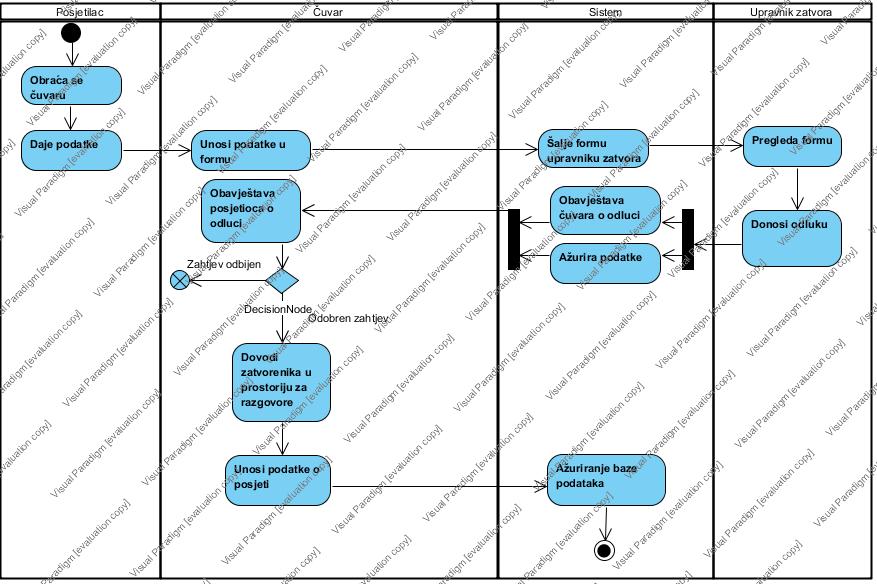 Posjetilac
Čuvar
Sistem
Upravnik zatvora
Obraća se
čuvaru
Daje podatke
Unosi podatke u
formu
Šalje formu
upravniku zatvora
Pregleda formu
Obavještava
posjetioca o
odluci
Obavještava
čuvara o odluci
Ažurira podatke
Donosi odluku
Zahtjev odbijen
DecisionNode
Odobren zahtjev
Dovodi
zatvorenika u
prostoriju za
razgovore
Unosi podatke o
posjeti
Ažuriranje baze
podataka
Visual Paradigm [evaluation copy]